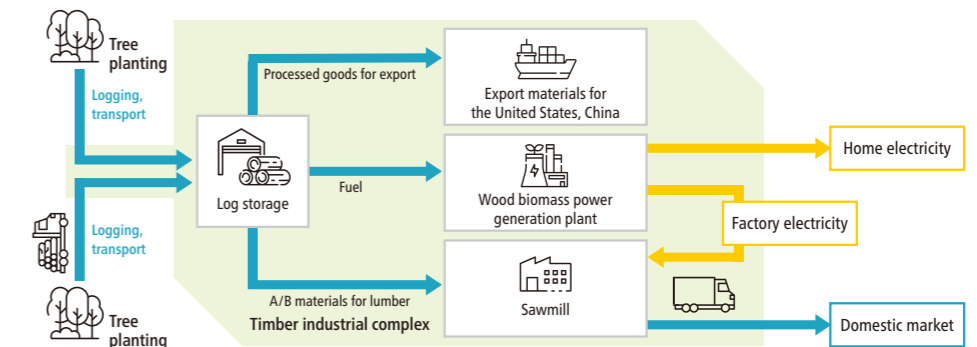 Tree
planting
Logging,
transport
Processed goods for export
Export materials for
the United States, China
Log storage
Fuel
Wood biomass power
generation plant
Home electricity
Factory electricity
Logging,
transport
A/B materials for lumber
Timber industrial complex
Sawmill
Domestic market
Tree
planting